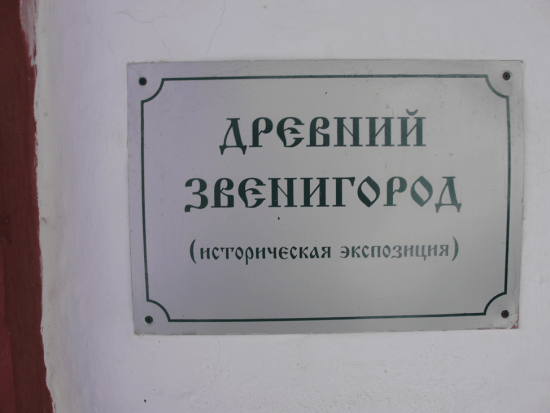 ДРЕВНИЙ
ЗВЕНИГОРОД
(историческая экспозиция)